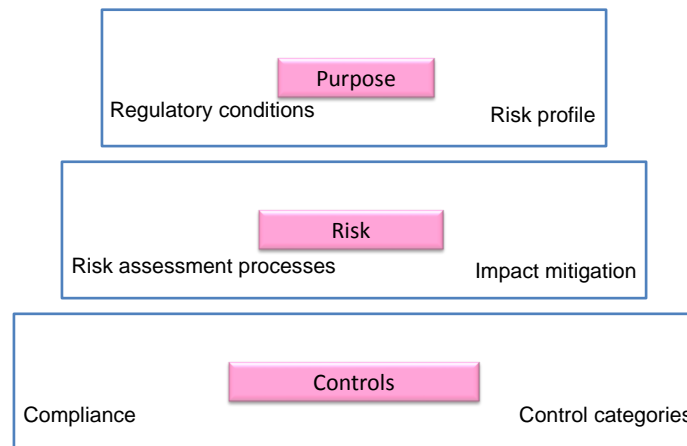 Purpose
Regulatory conditions
Risk profile
Risk
Risk assessment processes
Impact mitigation
Controls
Compliance
Control categories